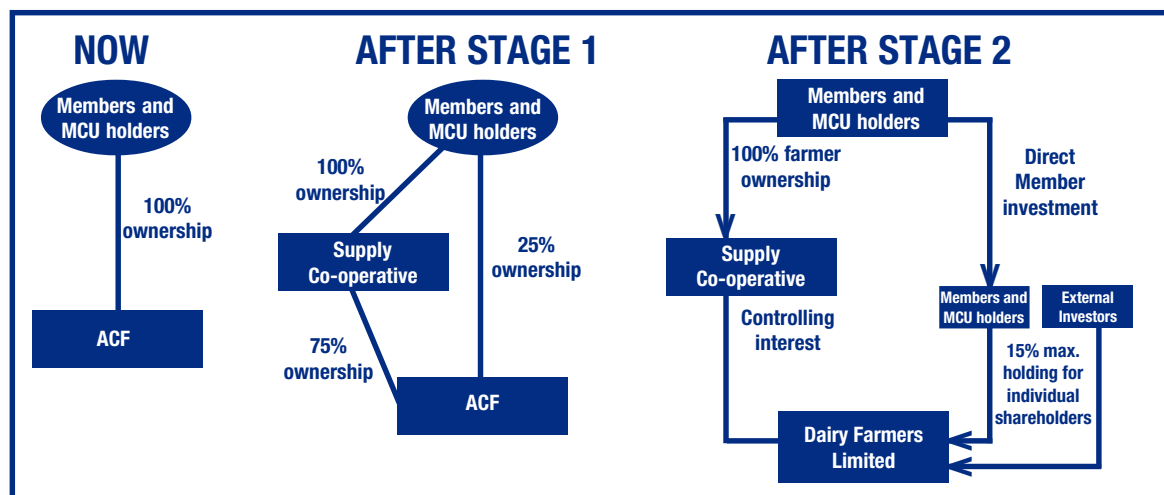 NOW
Members and
MCU holders
100%
ownership
ACF
AFTER STAGE 1
Members and
MCU holders
100%
ownership
Supply
Co-operative
25%
ownership
75%
ownership
ACF
AFTER STAGE 2
Members and
MCU holders
100% farmer
ownership
Direct
Member
investment
Supply
Co-operative
Members and
MCU holders
External
Investors
Controlling
interest
15% max.
holding for
individual
shareholders
Dairy Farmers
Limited